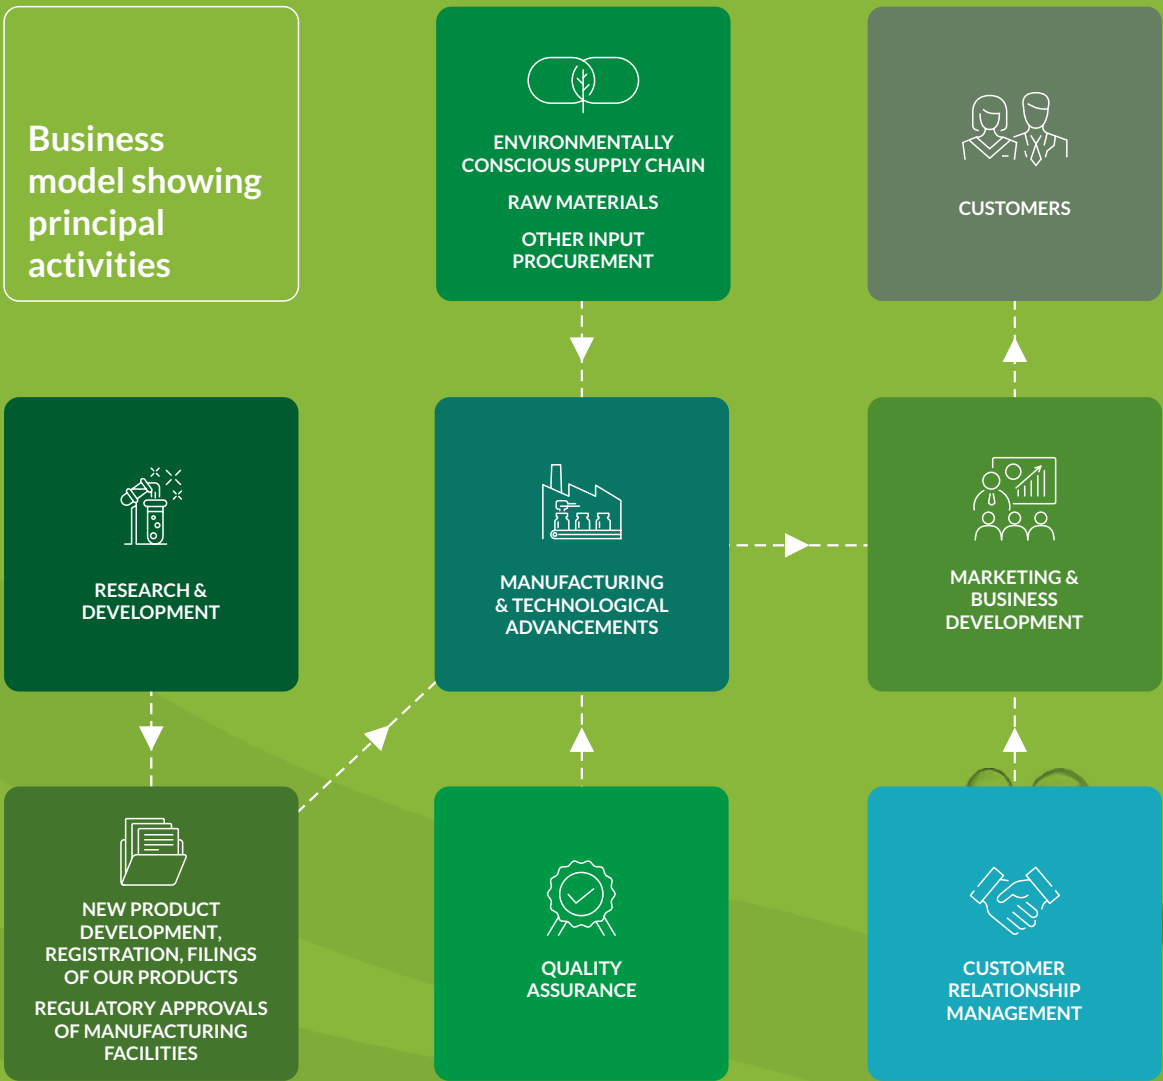 Business
model showing
principal
activities
ENVIRONMENTALLY
CONSCIOUS SUPPLY CHAIN
RAW MATERIALS
OTHER INPUT
PROCUREMENT
CUSTOMERS
RESEARCH &
DEVELOPMENT
MANUFACTURING
& TECHNOLOGICAL
ADVANCEMENTS
MARKETING &
BUSINESS
DEVELOPMENT
NEW PRODUCT
DEVELOPMENT,
REGISTRATION, FILINGS
OF OUR PRODUCTS
REGULATORY APPROVALS
OF MANUFACTURING
FACILITIES
QUALITY
ASSURANCE
CUSTOMER
RELATIONSHIP
MANAGEMENT